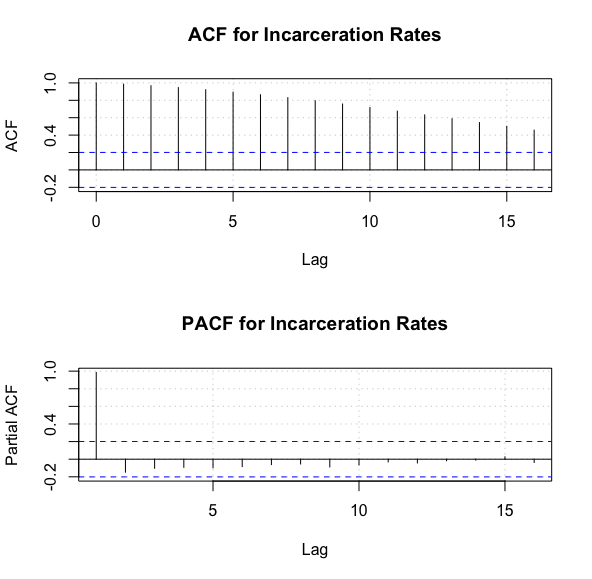 ACF for Incarceration Rates
ACF
1.0
0.4
-0.2
0 5 10 15
Lag
PACF for Incarceration Rates
Partial ACF
1.0
0.4
-0.2
5 10 15
Lag